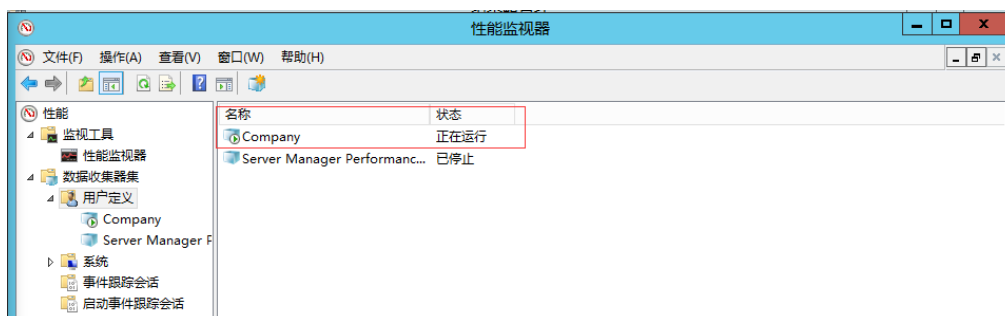 性能监视器
文件(F) 操作(A) 查看(V) 窗口(W) 帮助(H)
性能
监视工具
性能监视器
数据收集器集
用户定义
Company
Server Manager P
系统
事件跟踪会话
启动事件跟踪会话
名称 状态
Company 正在运行
Server Manager Performanc... 已停止